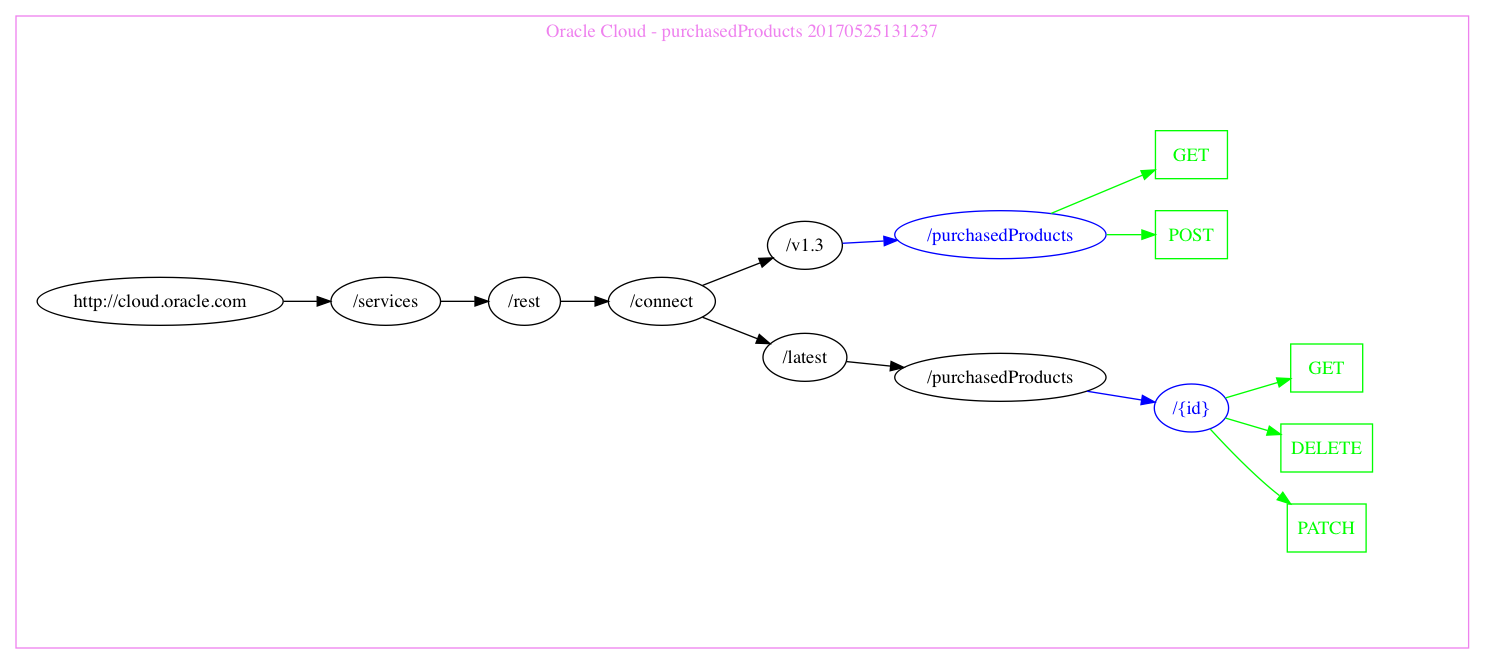 Oracle Cloud - purchasedProducts 20170525131237
http://cloud.oracle.com
/services
/rest
/connect
/v1.3
/purchasedProducts
GET
POST
/latest
/purchasedProducts
/{id}
GET
DELETE
PATCH